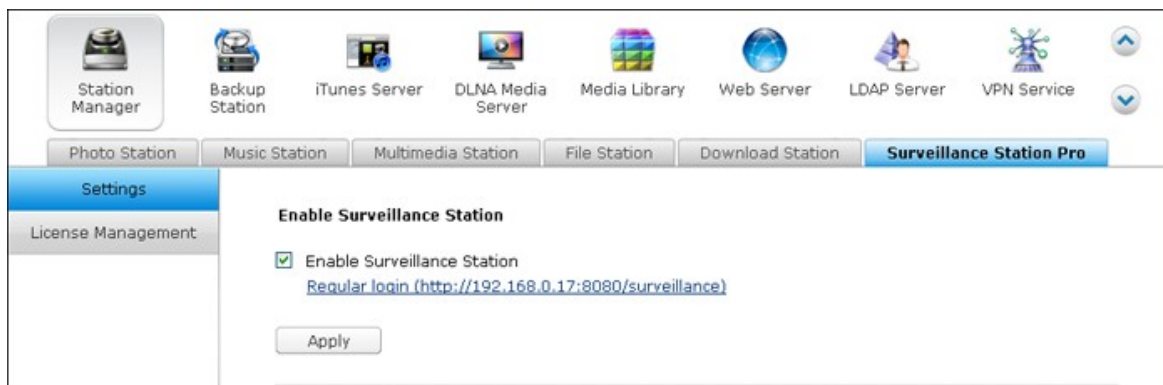 Station Manager
Backup Station
iTunes Server
DLNA Media Server
Media Library
Web Server
LDAP Server
VPN Service
Photo Station
Music Station
Multimedia Station
File Station
Download Station
Surveillance Station Pro
Settings
License Management
Enable Surveillance Station
Enable Surveillance Station
Regular login (http://192.168.0.17:8080/surveillance)
Apply